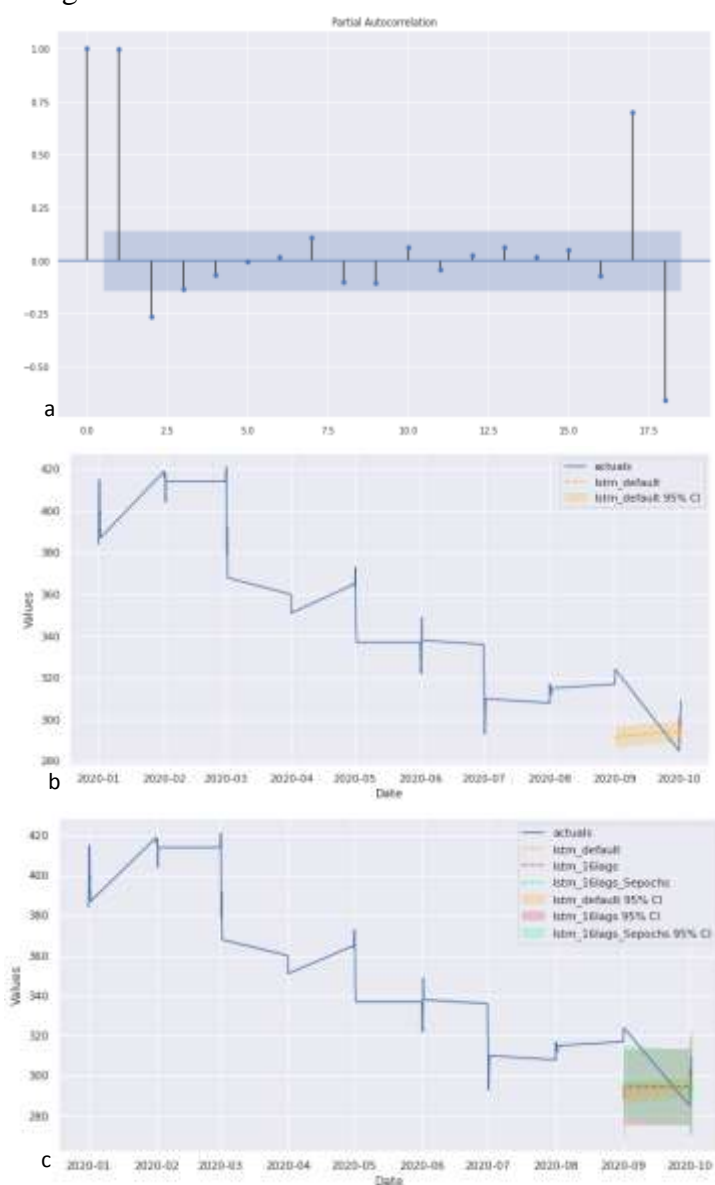 Partial Autocorrelation
1.00
0.75
0.50
0.25
0.00
−0.25
−0.50
a
0.0 2.5 5.0 7.5 10.0 12.5 15.0 17.5
actuals
lstm_default
lstm_default 95% CI
420
400
380
360
340
320
300
280
Values
b
2020-01 2020-02 2020-03 2020-04 2020-05 2020-06 2020-07 2020-08 2020-09 2020-10
Date
actuals
lstm_default
lstm_16lags
lstm_16lags_5epochs
lstm_default 95% CI
lstm_16lags 95% CI
lstm_16lags_5epochs 95% CI
420
400
380
360
340
320
300
280
Values
c
2020-01 2020-02 2020-03 2020-04 2020-05 2020-06 2020-07 2020-08 2020-09 2020-10
Date